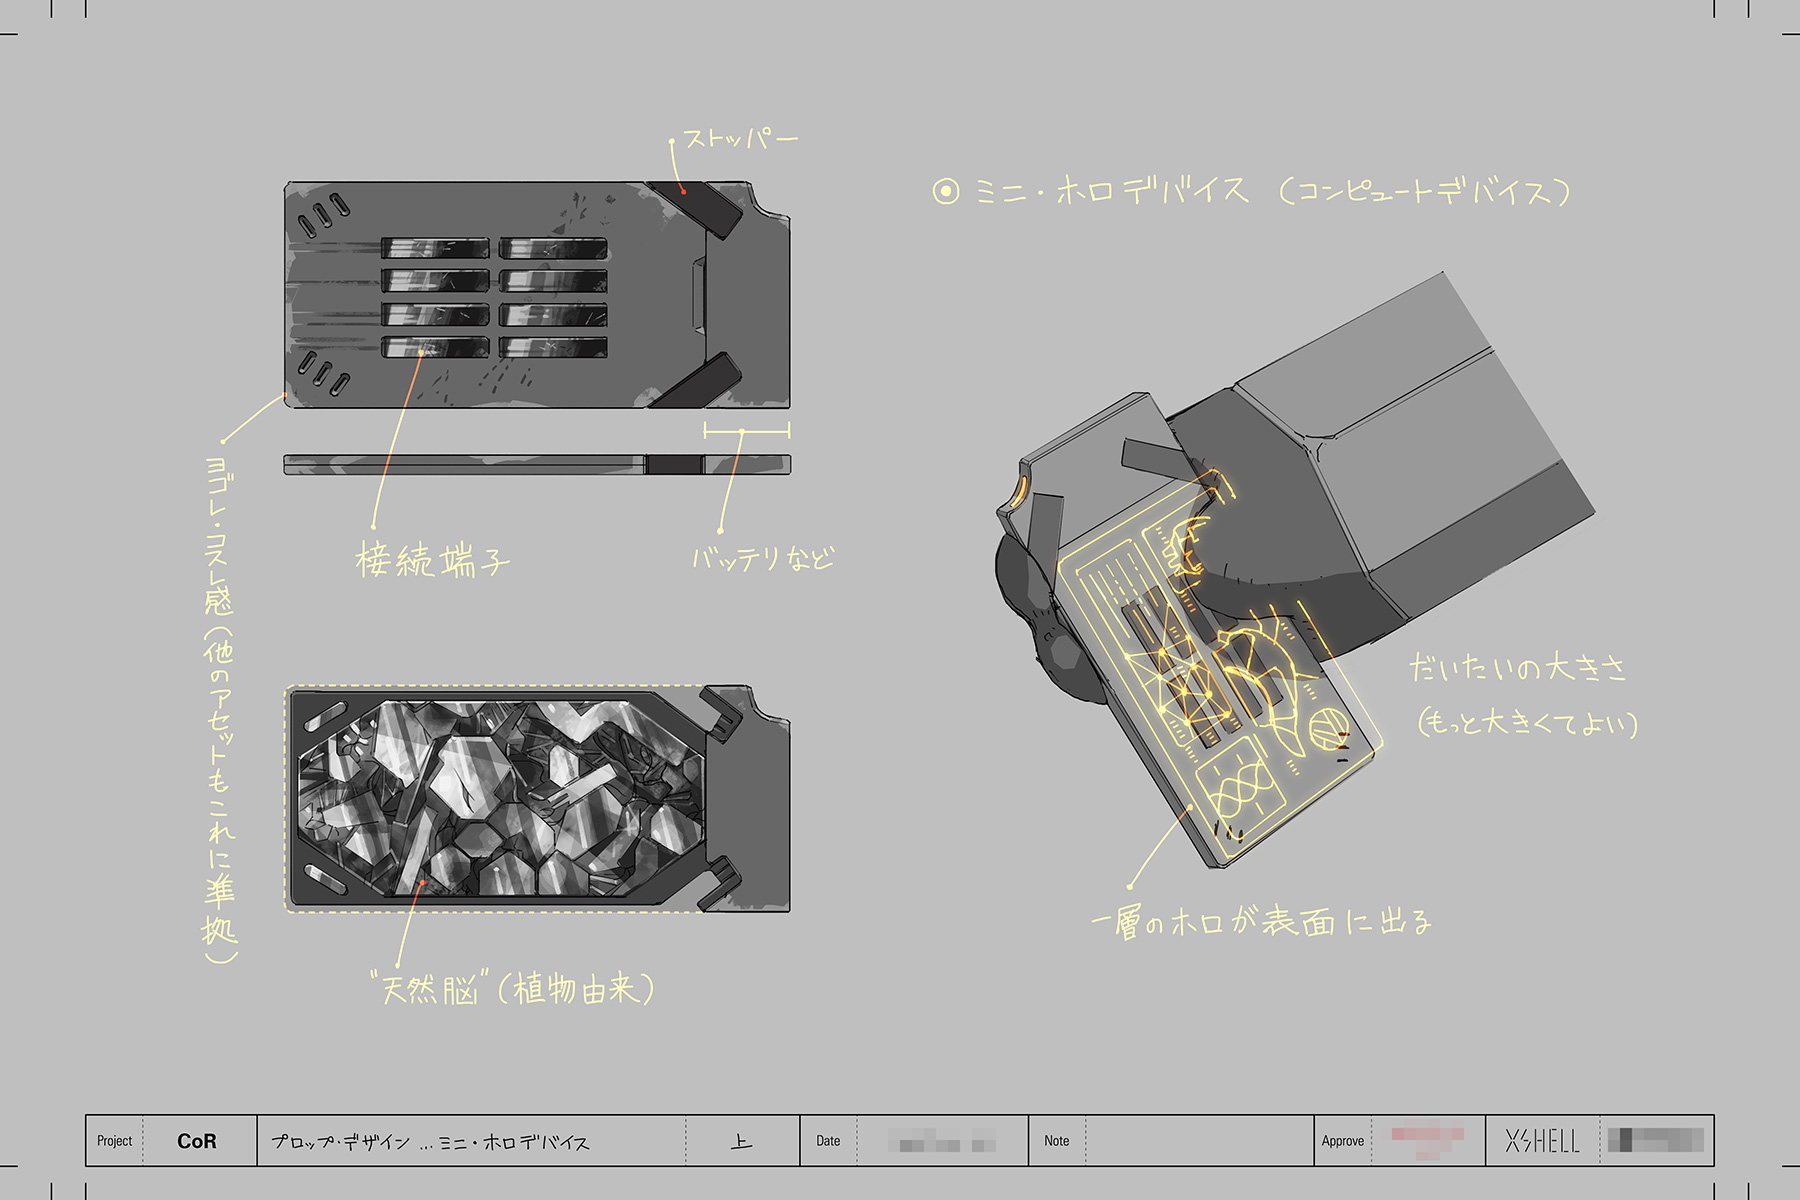 ストッパー
◉ ミニ・ホロデバイス （コンピュートデバイス）
ヨゴレ・コスレ感（他のアセットもこれに準拠）
接続端子
バッテリなど
だいたいの大きさ
（もっと大きくてよい）
一層のホロが表面に出る
“天然脳”（植物由来）
Project CoR プロップ・デザイン … ミニ・ホロデバイス 上 Date Note Approve XSHELL